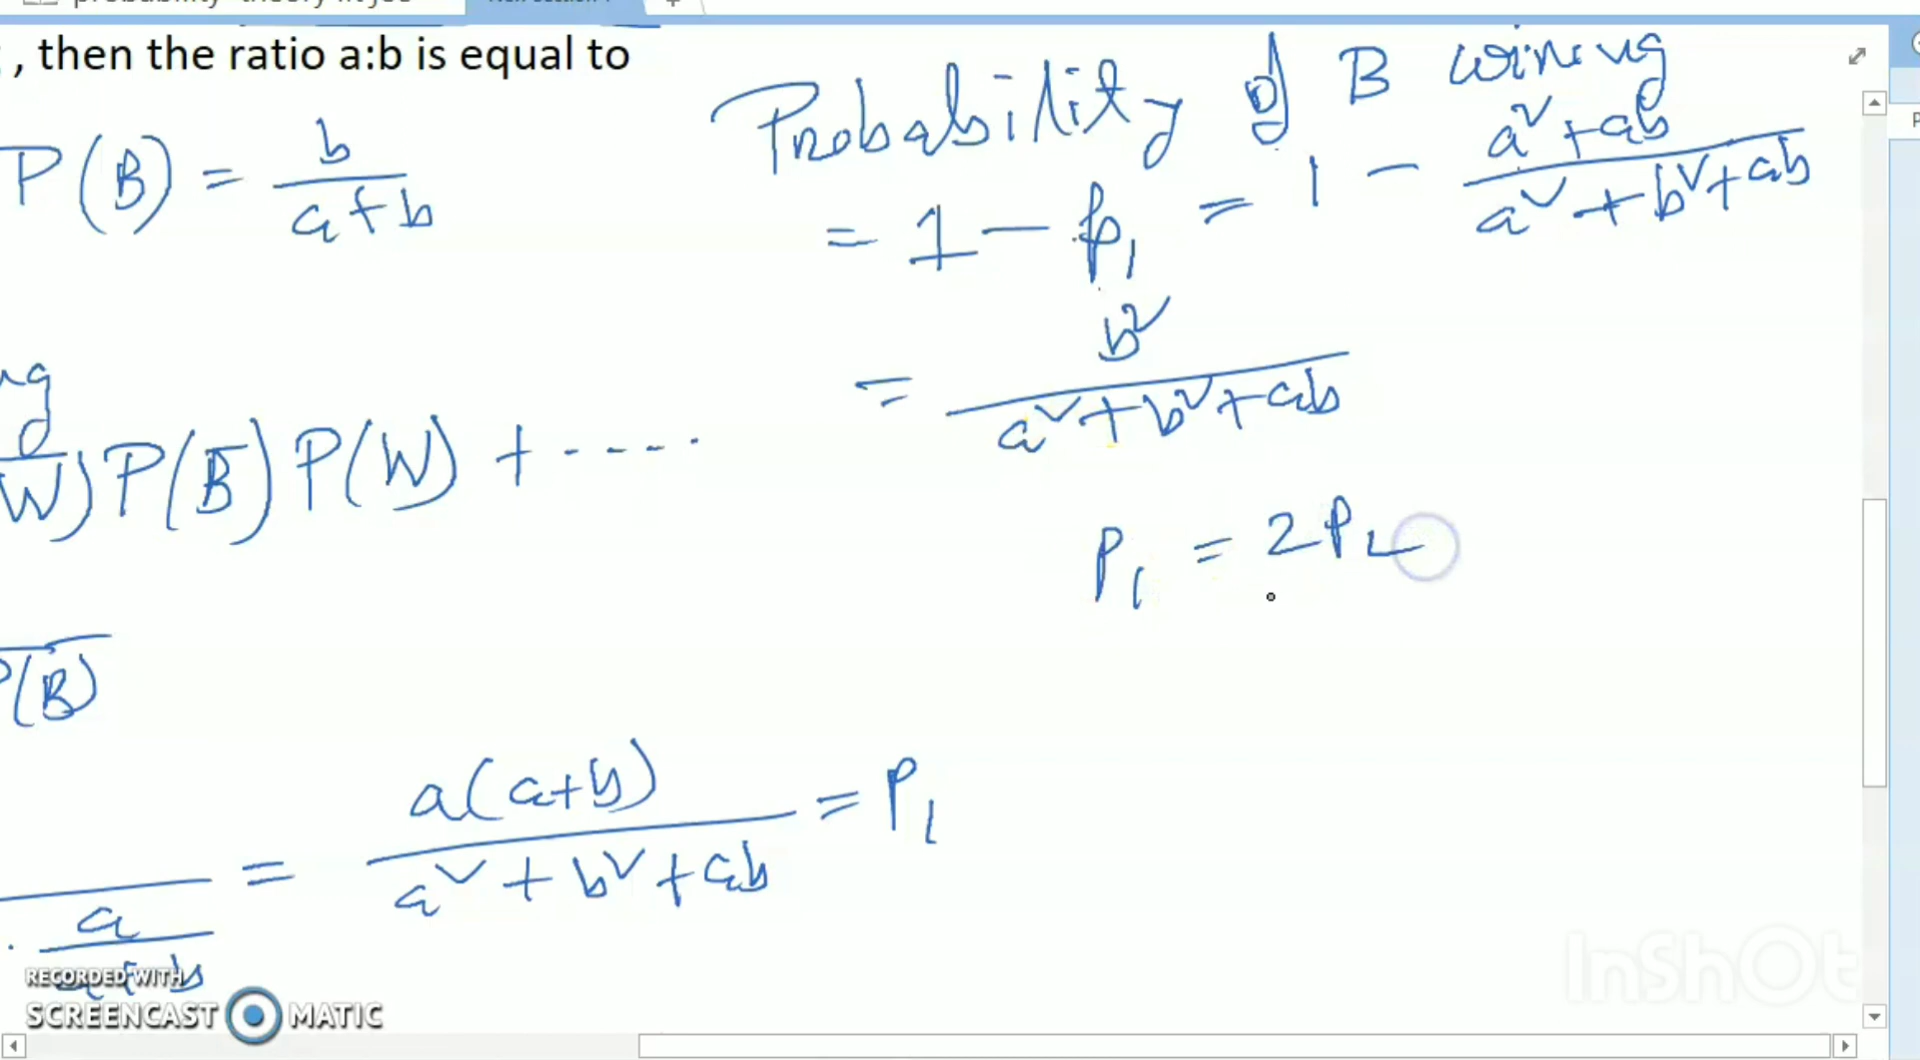 , then the ratio a:b is equal to
P(B) = b/(a+b)
Probability of B wining
= 1 - p₁ = 1 - (a²+ab)/(a²+b²+ab)
= b²/(a²+b²+ab)
W) P(B) P(W) + ....
P₁ = 2P₂
P(B)
= a(a+b)/(a²+b²+ab) = P₁
a/(a+b)
RECORDED WITH
SCREENCAST MATIC
InShot